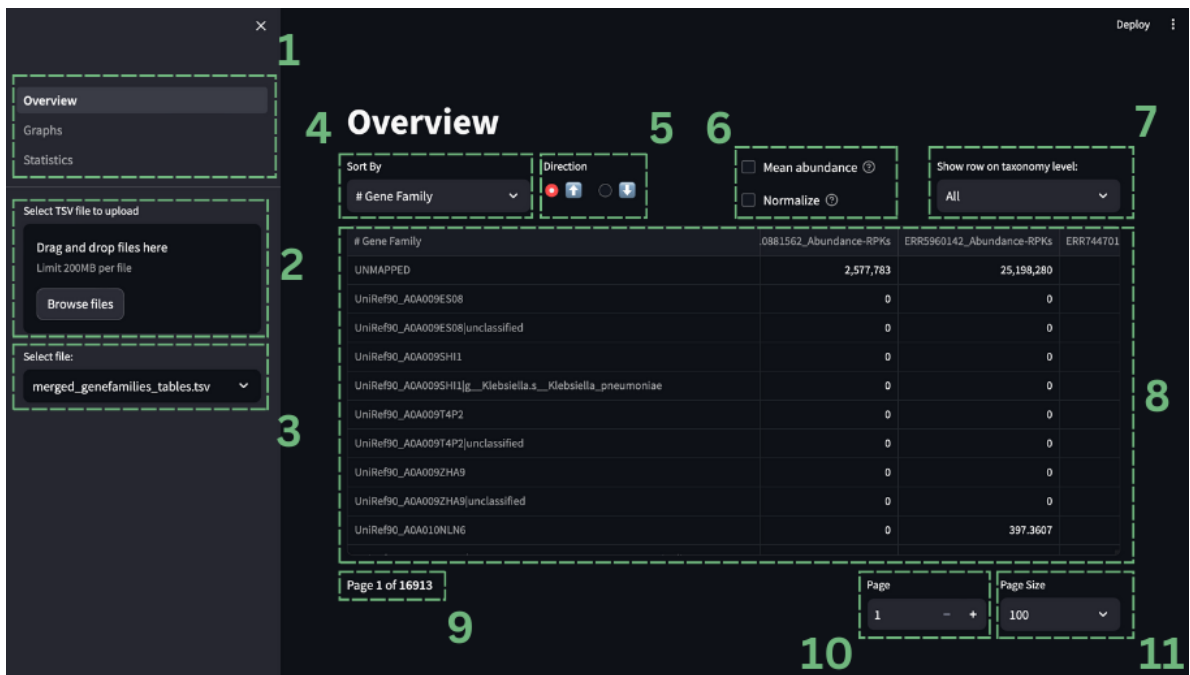 Deploy
1
Overview
Graphs
Statistics
Select TSV file to upload
Drag and drop files here
Limit 200MB per file
Browse files
2
Select file:
merged_genefamilies_tables.tsv
3
Overview
4
Sort By
# Gene Family
5
Direction
6
Mean abundance
Normalize
7
Show row on taxonomy level:
All
# Gene Family .0881562_Abundance-RPKs ERR5960142_Abundance-RPKs ERR744701
UNMAPPED 2,577,783 25,198,280
UniRef90_A0A009ES08 0 0
UniRef90_A0A009ES08|unclassified 0 0
UniRef90_A0A009SHI1 0 0
UniRef90_A0A009SHI1|g__Klebsiella.s__Klebsiella_pneumoniae 0 0
UniRef90_A0A009T4P2 0 0
UniRef90_A0A009T4P2|unclassified 0 0
UniRef90_A0A009ZHA9 0 0
UniRef90_A0A009ZHA9|unclassified 0 0
UniRef90_A0A010NLN6 0 397.3607
8
Page 1 of 16913
9
Page
1 - +
10
Page Size
100
11